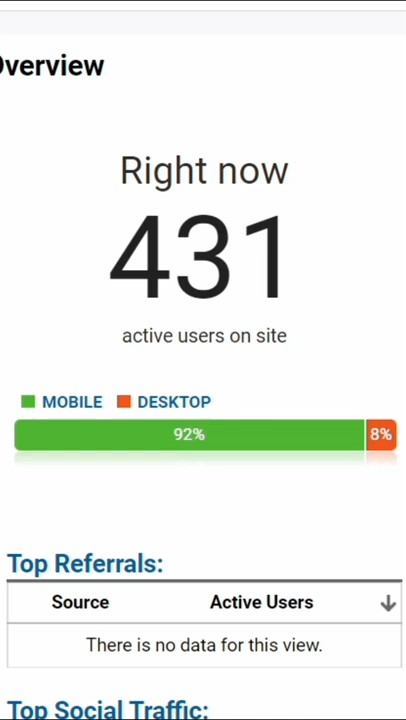 Overview
Right now
431
active users on site
MOBILE DESKTOP
92% 8%
Top Referrals:
Source Active Users
There is no data for this view.
Top Social Traffic: